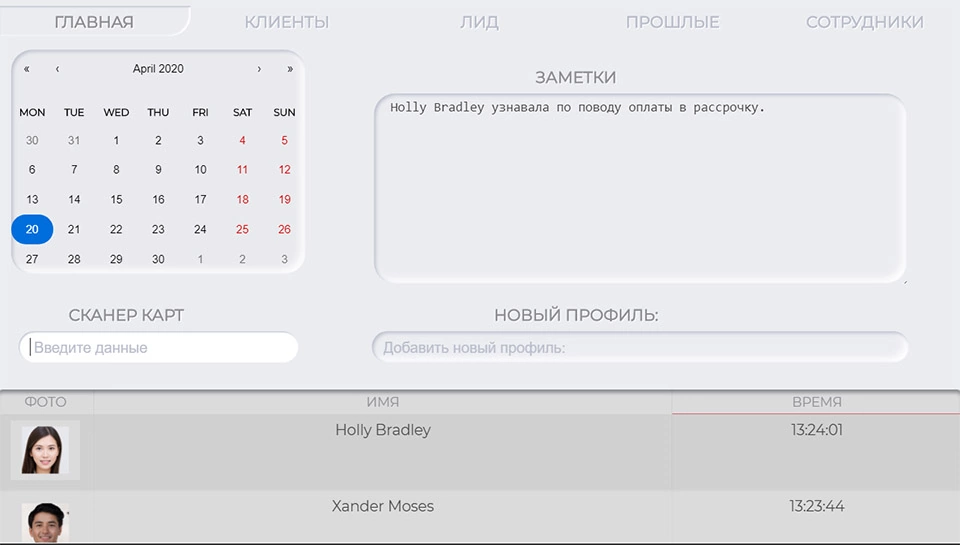 ГЛАВНАЯ КЛИЕНТЫ ЛИД ПРОШЛЫЕ СОТРУДНИКИ
« ‹ April 2020 › »
MON TUE WED THU FRI SAT SUN
30 31 1 2 3 4 5
6 7 8 9 10 11 12
13 14 15 16 17 18 19
20 21 22 23 24 25 26
27 28 29 30 1 2 3
ЗАМЕТКИ
Holly Bradley узнавала по поводу оплаты в рассрочку.
СКАНЕР КАРТ
Введите данные
НОВЫЙ ПРОФИЛЬ:
Добавить новый профиль:
ФОТО ИМЯ ВРЕМЯ
Holly Bradley 13:24:01
Xander Moses 13:23:44